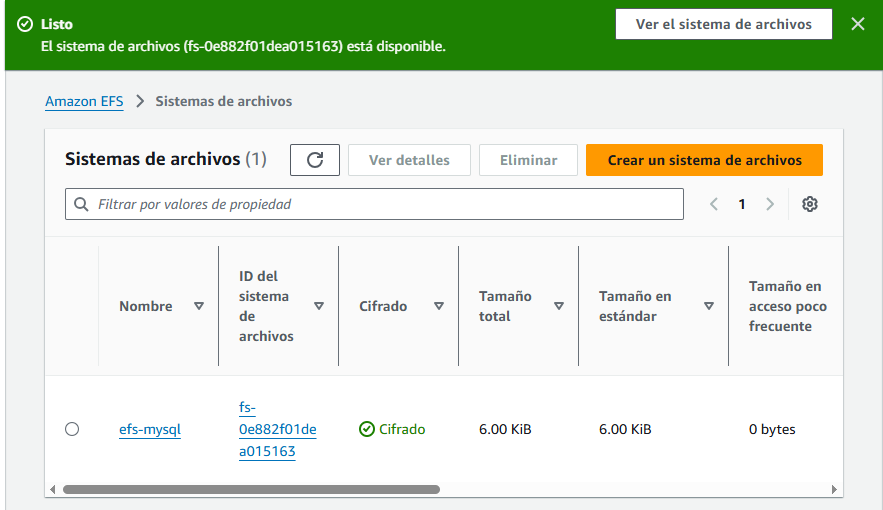 Listo
Ver el sistema de archivos
El sistema de archivos (fs-0e882f01dea015163) está disponible.
Amazon EFS
Sistemas de archivos
Sistemas de archivos (1)
Ver detalles
Eliminar
Crear un sistema de archivos
Filtrar por valores de propiedad
1
Nombre
ID del
sistema
de
archivos
Cifrado
Tamaño
total
Tamaño en
estándar
Tamaño en
acceso poco
frecuente
efs-mysql
fs-
0e882f01de
a015163
Cifrado
6.00 KiB
6.00 KiB
0 bytes